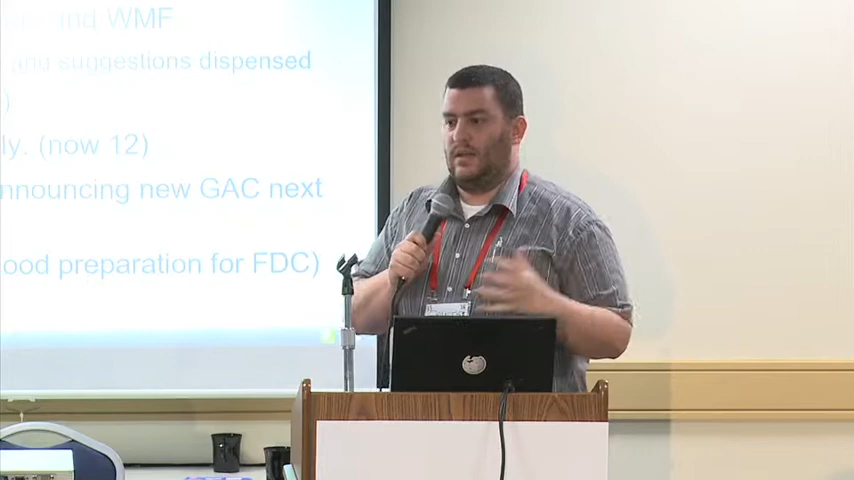 and WMF.
and suggestions dispensed
)
ly. (now 12)
nnouncing new GAC next
ood preparation for FDC)